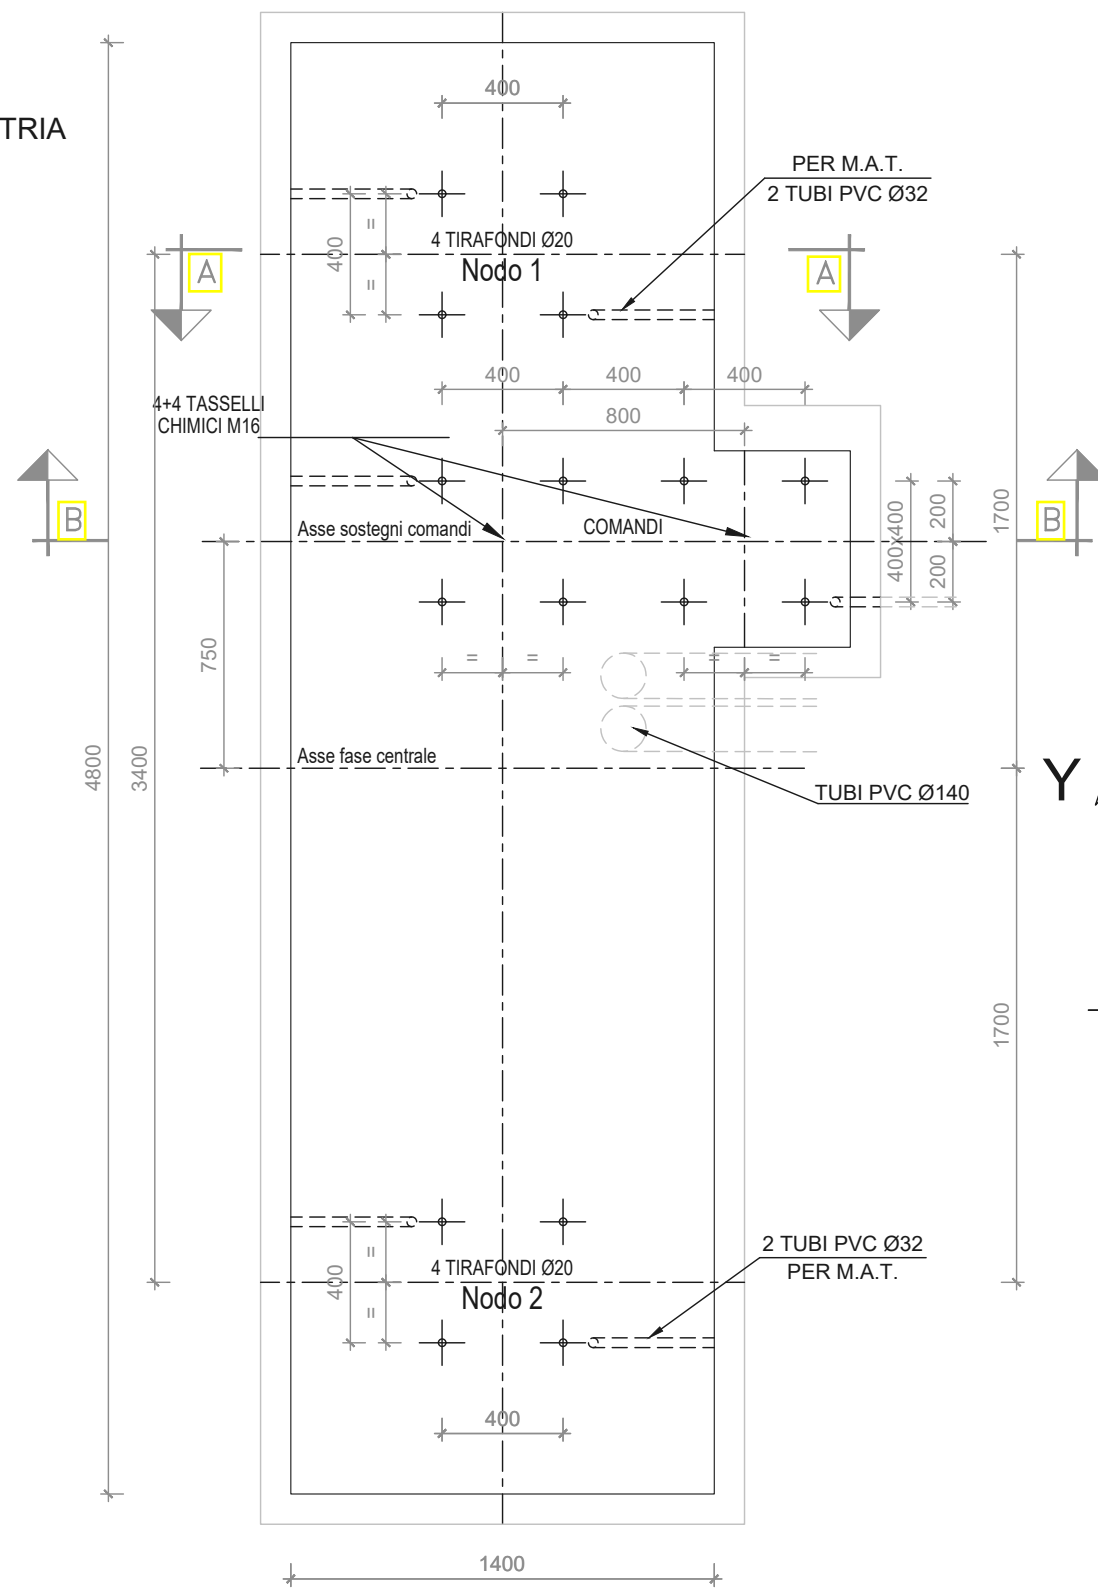 400
TRIA
PER M.A.T.
2 TUBI PVC Ø32
4 TIRAFONDI Ø20
Nodo 1
A
A
400
=
=
400
400
400
4+4 TASSELLI
CHIMICI M16
800
B
B
Asse sostegni comandi
COMANDI
400x400
200
200
1700
750
=
=
=
=
4800
3400
Asse fase centrale
TUBI PVC Ø140
Y
1700
2 TUBI PVC Ø32
PER M.A.T.
4 TIRAFONDI Ø20
Nodo 2
400
=
=
400
1400